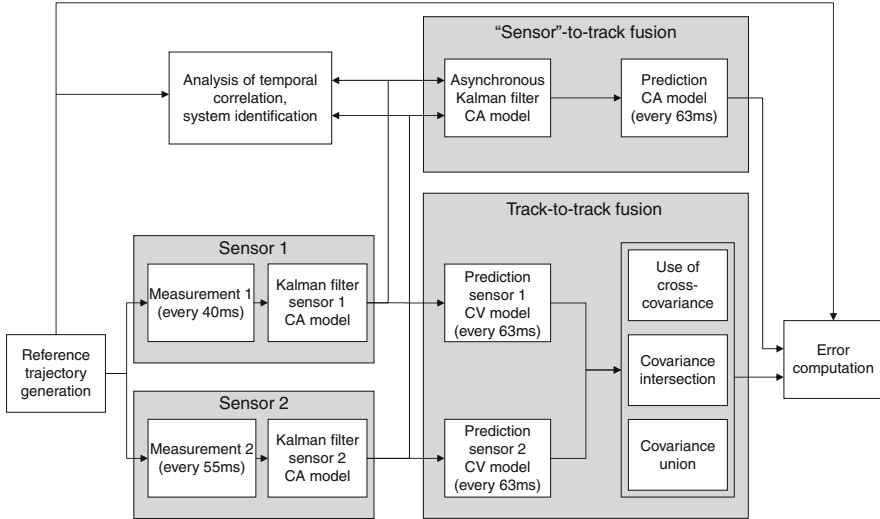 “Sensor”-to-track fusion
Analysis of temporal
correlation,
system identification
Asynchronous
Kalman filter
CA model
Prediction
CA model
(every 63ms)
Track-to-track fusion
Sensor 1
Measurement 1
(every 40ms)
Kalman filter
sensor 1
CA model
Prediction
sensor 1
CV model
(every 63ms)
Use of
cross-
covariance
Reference
trajectory
generation
Covariance
intersection
Error
computation
Sensor 2
Measurement 2
(every 55ms)
Kalman filter
sensor 2
CA model
Prediction
sensor 2
CV model
(every 63ms)
Covariance
union